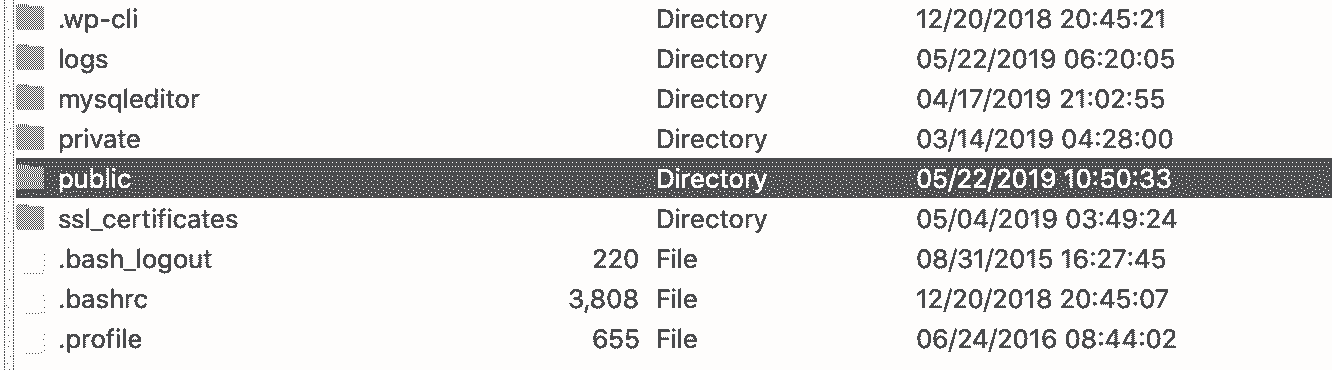 .wp-cli Directory 12/20/2018 20:45:21
logs Directory 05/22/2019 06:20:05
mysqleditor Directory 04/17/2019 21:02:55
private Directory 03/14/2019 04:28:00
public Directory 05/22/2019 10:50:33
ssl_certificates Directory 05/04/2019 03:49:24
.bash_logout 220 File 08/31/2015 16:27:45
.bashrc 3,808 File 12/20/2018 20:45:07
.profile 655 File 06/24/2016 08:44:02